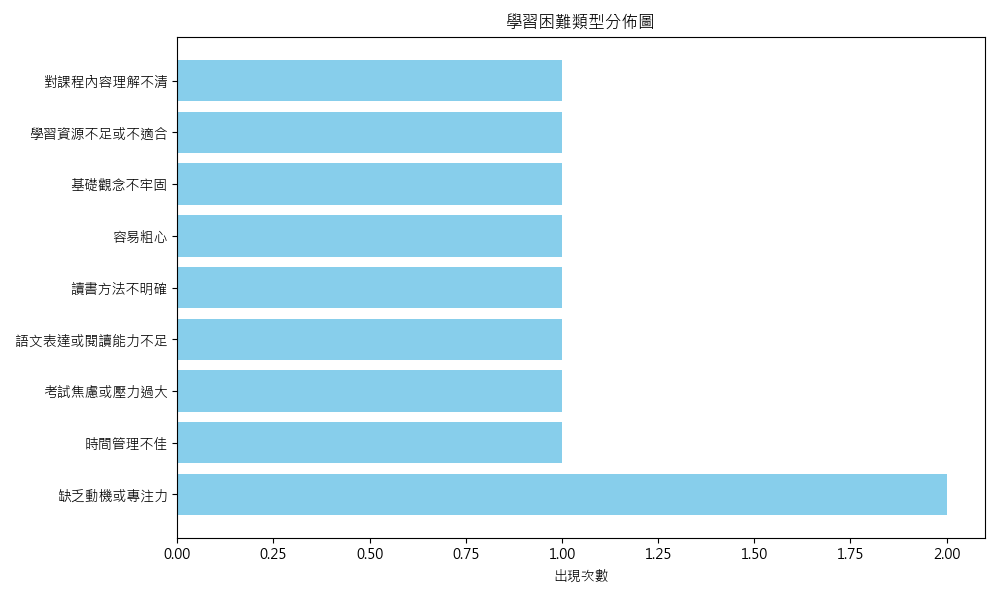 學習困難類型分佈圖
對課程內容理解不清
學習資源不足或不適合
基礎觀念不牢固
容易粗心
讀書方法不明確
語文表達或閱讀能力不足
考試焦慮或壓力過大
時間管理不佳
缺乏動機或專注力
0.00 0.25 0.50 0.75 1.00 1.25 1.50 1.75 2.00
出現次數